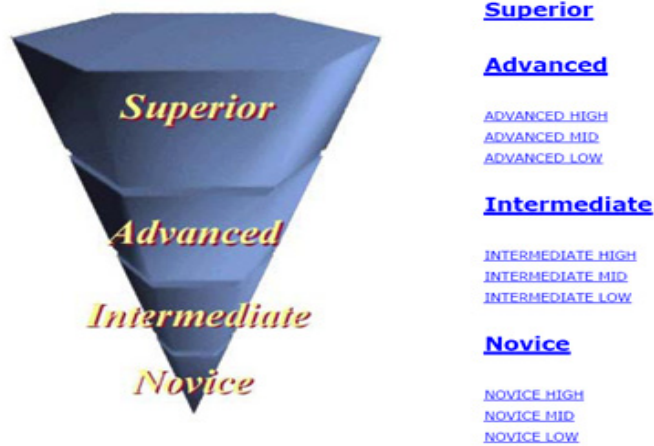 Superior
Advanced
Intermediate
Novice
Superior
Advanced
ADVANCED HIGH
ADVANCED MID
ADVANCED LOW
Intermediate
INTERMEDIATE HIGH
INTERMEDIATE MID
INTERMEDIATE LOW
Novice
NOVICE HIGH
NOVICE MID
NOVICE LOW